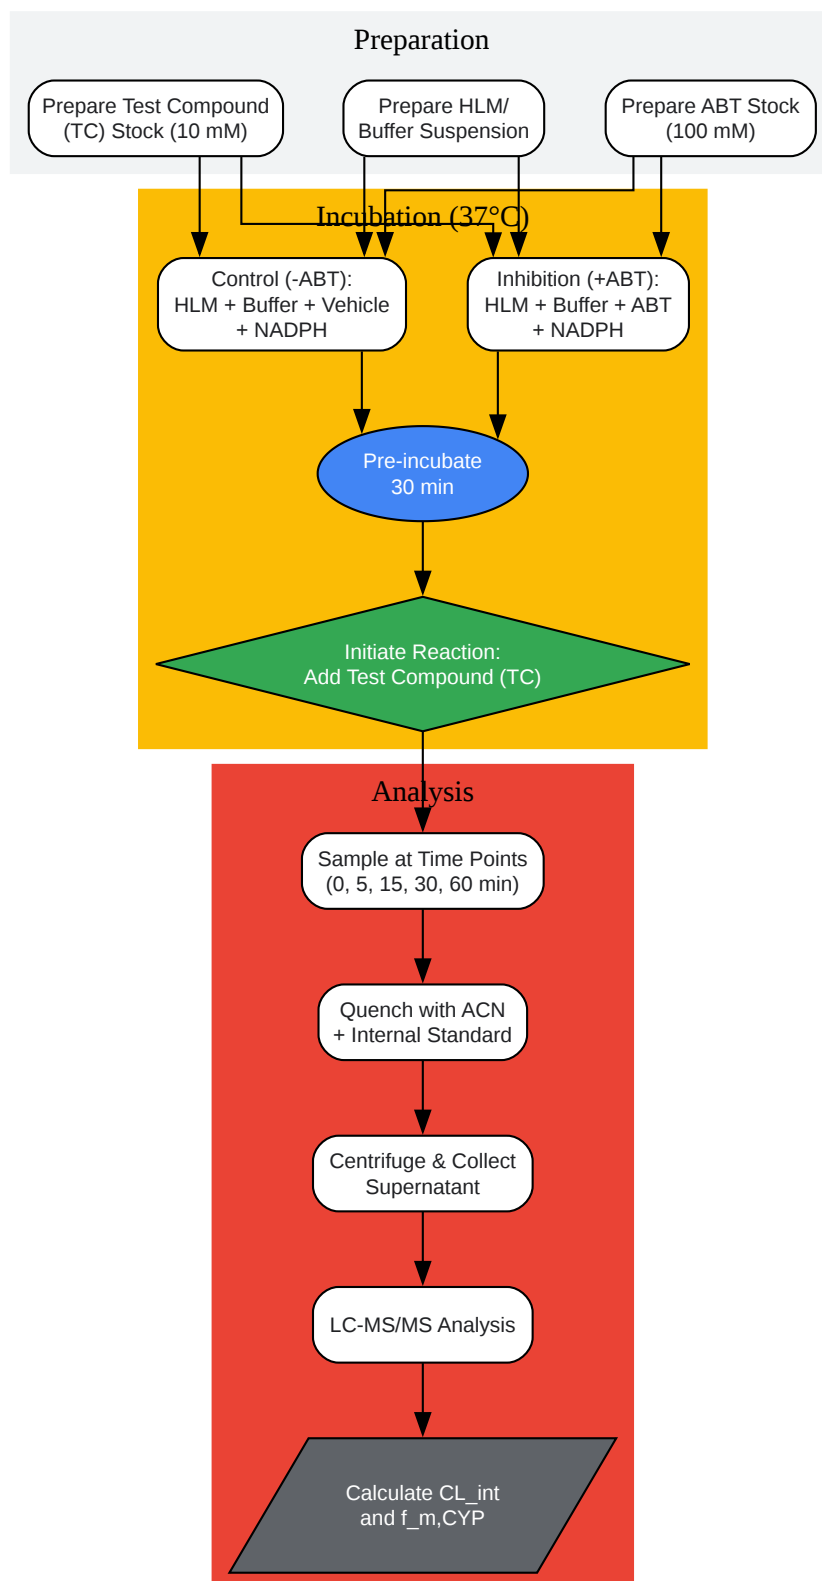 Preparation
Prepare Test Compound
(TC) Stock (10 mM)
Prepare HLM/
Buffer Suspension
Prepare ABT Stock
(100 mM)
Incubation (37°C)
Control (-ABT):
HLM + Buffer + Vehicle
+ NADPH
Inhibition (+ABT):
HLM + Buffer + ABT
+ NADPH
Pre-incubate
30 min
Initiate Reaction:
Add Test Compound (TC)
Analysis
Sample at Time Points
(0, 5, 15, 30, 60 min)
Quench with ACN
+ Internal Standard
Centrifuge & Collect
Supernatant
LC-MS/MS Analysis
Calculate CL_int
and f_m,CYP